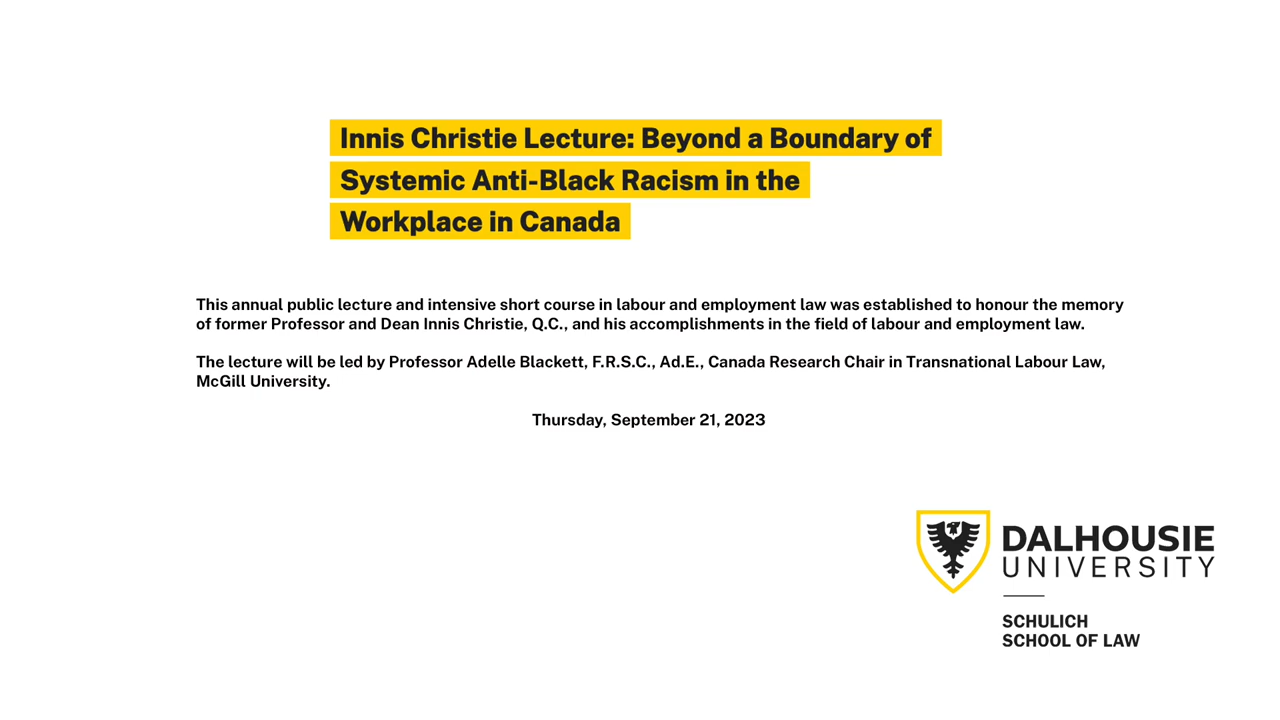 Innis Christie Lecture: Beyond a Boundary of
Systemic Anti-Black Racism in the
Workplace in Canada
This annual public lecture and intensive short course in labour and employment law was established to honour the memory
of former Professor and Dean Innis Christie, Q.C., and his accomplishments in the field of labour and employment law.
The lecture will be led by Professor Adelle Blackett, F.R.S.C., Ad.E., Canada Research Chair in Transnational Labour Law,
McGill University.
Thursday, September 21, 2023
DALHOUSIE
UNIVERSITY
SCHULICH
SCHOOL OF LAW